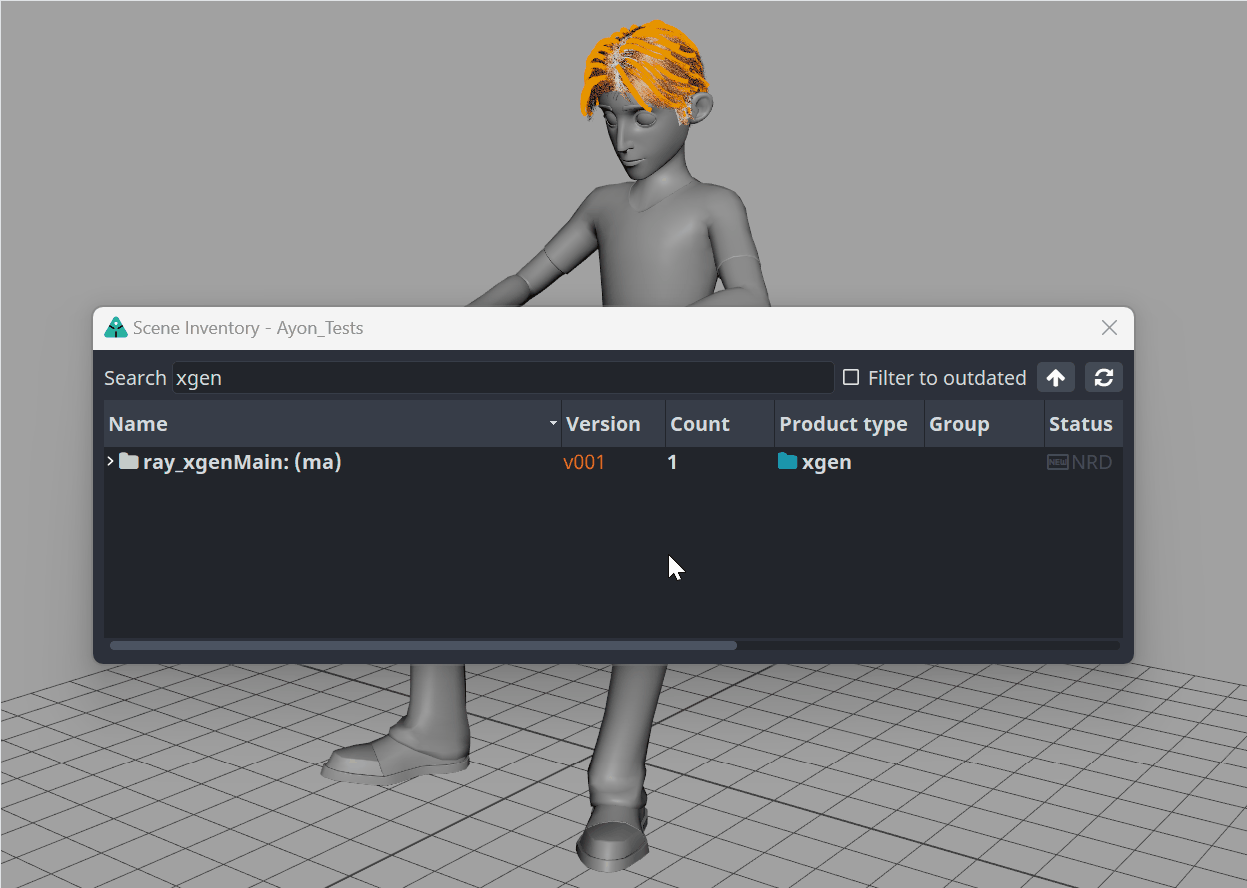 Scene Inventory - Ayon_Tests
Search xgen Filter to outdated
Name Version Count Product type Group Status
ray_xgenMain: (ma) v001 1 xgen NEW NRD